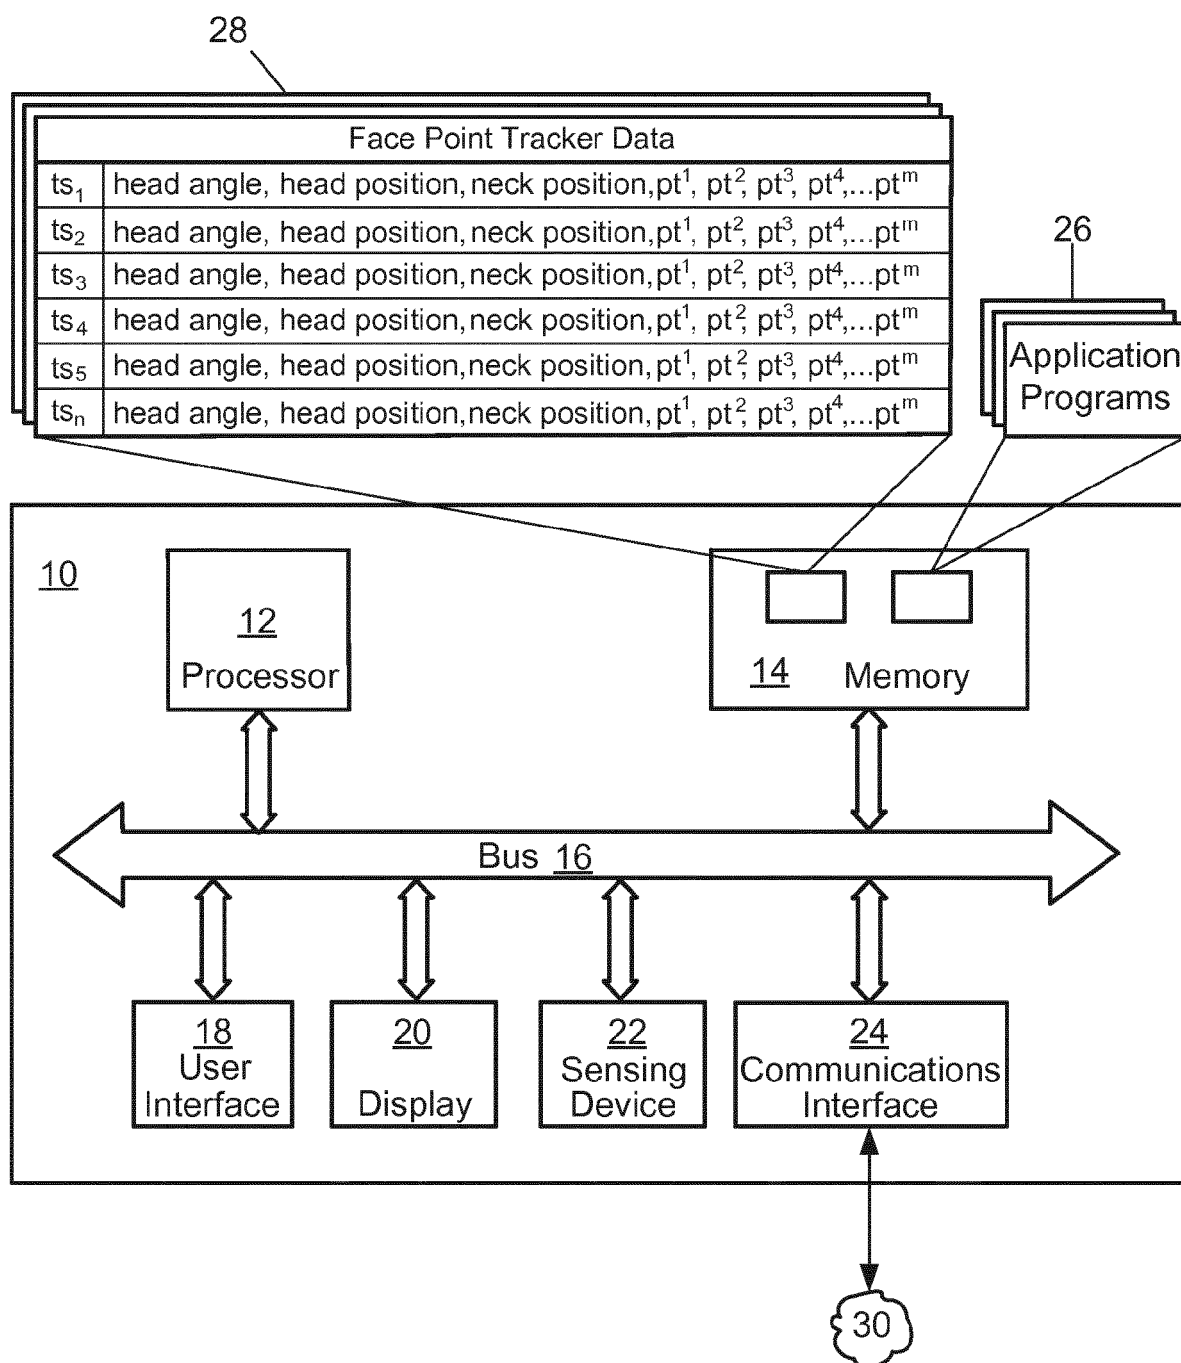 28
Face Point Tracker Data
ts1 head angle, head position, neck position, pt1, pt2, pt3, pt4,...ptm
ts2 head angle, head position, neck position, pt1, pt2, pt3, pt4,...ptm
ts3 head angle, head position, neck position, pt1, pt2, pt3, pt4,...ptm
ts4 head angle, head position, neck position, pt1, pt2, pt3, pt4,...ptm
ts5 head angle, head position, neck position, pt1, pt2, pt3, pt4,...ptm
tsn head angle, head position, neck position, pt1, pt2, pt3, pt4,...ptm
26
Application
Programs
10
12
Processor
14 Memory
Bus 16
18
User
Interface
20
Display
22
Sensing
Device
24
Communications
Interface
30